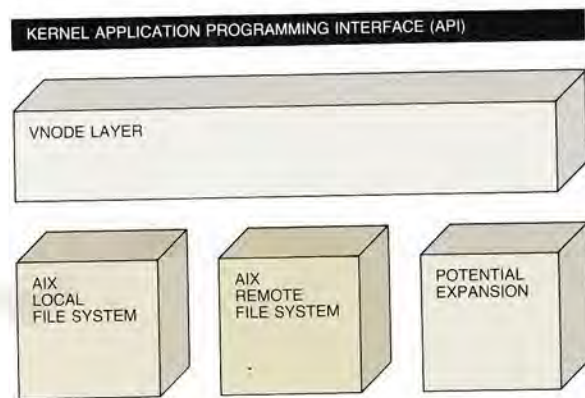 KERNEL APPLICATION PROGRAMMING INTERFACE (API)
VNODE LAYER
AIX
LOCAL
FILE SYSTEM
AIX
REMOTE
FILE SYSTEM
POTENTIAL
EXPANSION